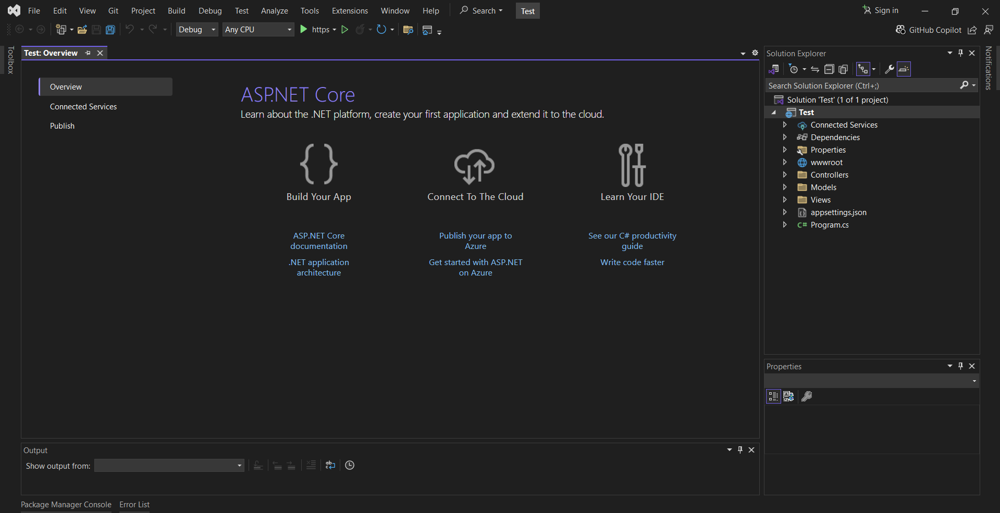 File Edit View Git Project Build Debug Test Analyze Tools Extensions Window Help Search Test Sign in
Debug Any CPU https GitHub Copilot
Toolbox
Test: Overview
Overview
Connected Services
Publish
ASP.NET Core
Learn about the .NET platform, create your first application and extend it to the cloud.
Build Your App
ASP.NET Core
documentation
.NET application
architecture
Connect To The Cloud
Publish your app to
Azure
Get started with ASP.NET
on Azure
Learn Your IDE
See our C# productivity
guide
Write code faster
Output
Show output from:
Package Manager Console Error List
Solution Explorer
Search Solution Explorer (Ctrl+;)
Solution 'Test' (1 of 1 project)
Test
Connected Services
Dependencies
Properties
wwwroot
Controllers
Models
Views
appsettings.json
C# Program.cs
Properties
Notifications